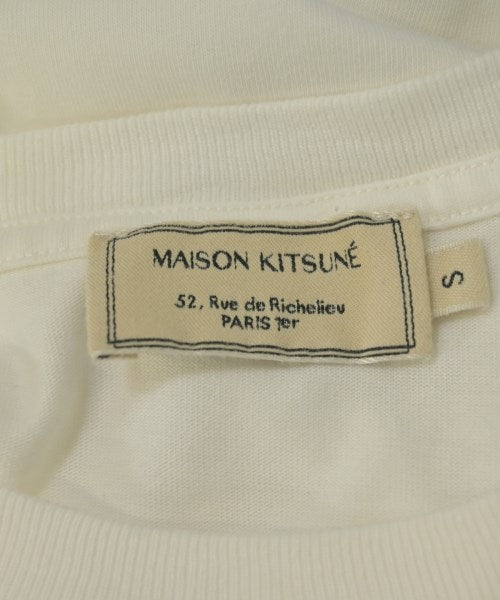 MAISON KITSUNÉ
52, Rue de Richelieu
PARIS 1er
S